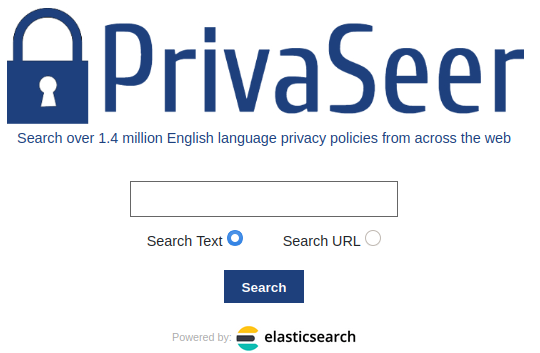 PrivaSeer
Search over 1.4 million English language privacy policies from across the web
Search Text Search URL
Search
Powered by: elasticsearch